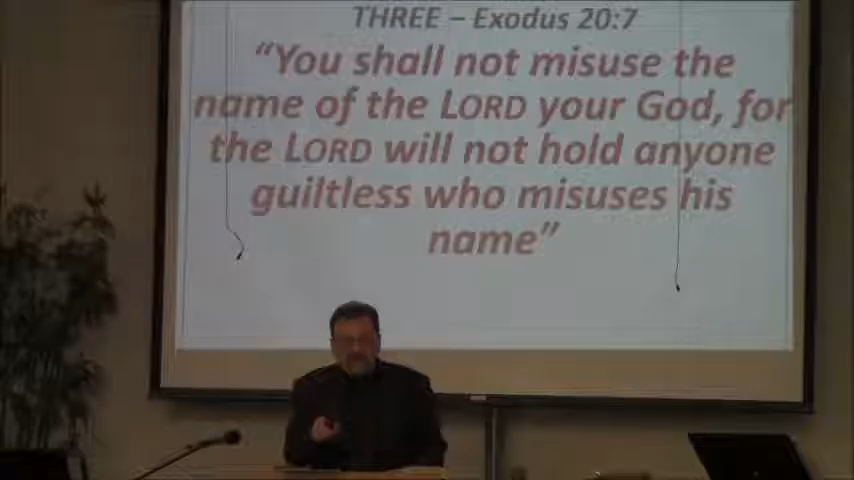 THREE – Exodus 20:7
“You shall not misuse the
name of the LORD your God, for
the LORD will not hold anyone
guiltless who misuses his
name”